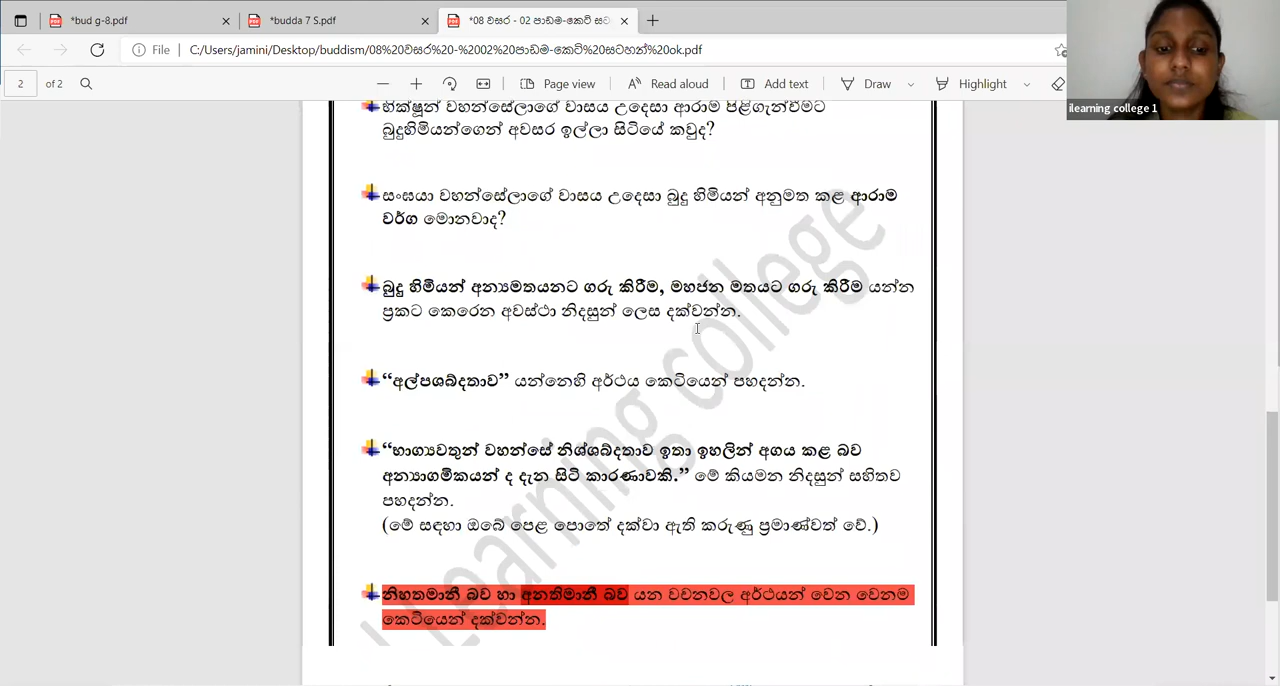 *bud g-8.pdf
*budda 7 S.pdf
*08 වසර - 02 පාඩම-කෙටි සට
File C:/Users/jamini/Desktop/buddism/08%20වසර%20-%2002%20පාඩම-කෙටි%20සටහන්%20ok.pdf
2 of 2 Page view Read aloud Add text Draw Highlight
ilearning college 1
භික්ෂූන් වහන්සේලාගේ වාසය උදෙසා ආරාම පිළිගැන්වීමට
බුදුහිමියන්ගෙන් අවසර ඉල්ලා සිටියේ කවුද?
සංඝයා වහන්සේලාගේ වාසය උදෙසා බුදු හිමියන් අනුමත කළ ආරාම
වර්ග මොනවාද?
බුදු හිමියන් අන්‍යමතයනට ගරු කිරීම, මහජන මතයට ගරු කිරීම යන්න
ප්‍රකට කෙරෙන අවස්ථා නිදසුන් ලෙස දක්වන්න.
“අල්පශබ්දතාව” යන්නෙහි අර්ථය කෙටියෙන් පහදන්න.
“භාග්‍යවතුන් වහන්සේ නිශ්ශබ්දතාව ඉතා ඉහලින් අගය කළ බව
අන්‍යාගමිකයන් ද දැන සිටි කාරණාවකි.” මේ කියමන නිදසුන් සහිතව
පහදන්න.
(මේ සඳහා ඔබේ පෙළ පොතේ දක්වා ඇති කරුණු ප්‍රමාණ්වත් වේ.)
නිහතමානී බව හා අනතිමානී බව යන වචනවල අර්ථයන් වෙන වෙනම
කෙටියෙන් දක්වන්න.
Learning college